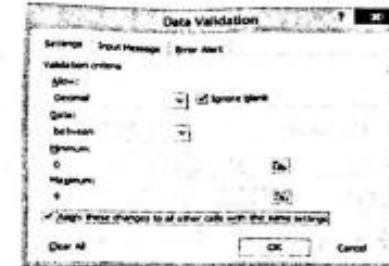 Data Validation ?
Settings Input Message Error Alert
Validation criteria
Allow:
Decimal Ignore blank
Data:
between
Minimum:
0
Maximum:
Apply these changes to all other cells with the same settings
Clear All OK Cancel